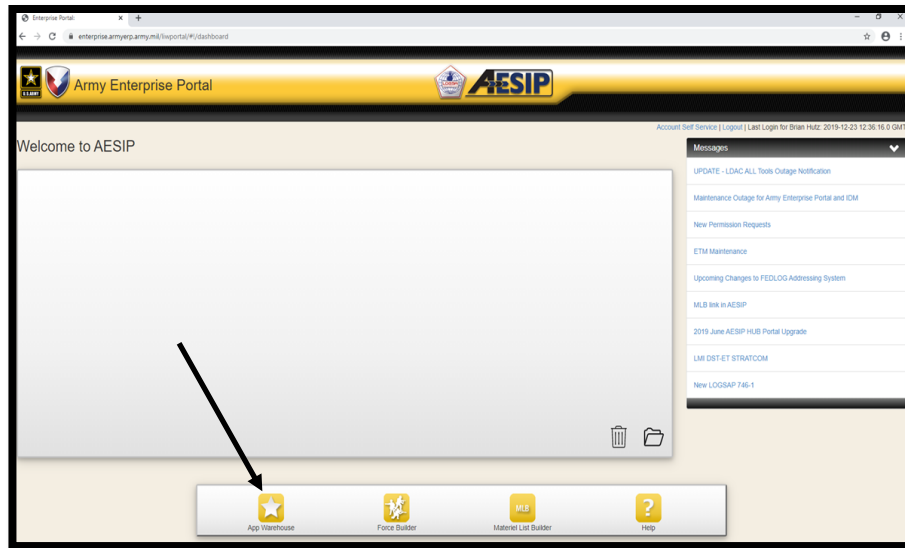 Enterprise Portal
enterprise.armyerp.army.mil/liwportal/#!/dashboard
U.S. ARMY
Army Enterprise Portal
AESIP
Account Self Service | Logout | Last Login for Brian Hutz: 2019-12-23 12:36:16.0 GMT
Welcome to AESIP
Messages
UPDATE - LDAC ALL Tools Outage Notification
Maintenance Outage for Army Enterprise Portal and IDM
New Permission Requests
ETM Maintenance
Upcoming Changes to FEDLOG Addressing System
MLB link in AESIP
2019 June AESIP HUB Portal Upgrade
LMI DST-ET STRATCOM
New LOGSAP 746-1
MLB
?
App Warehouse
Force Builder
Materiel List Builder
Help